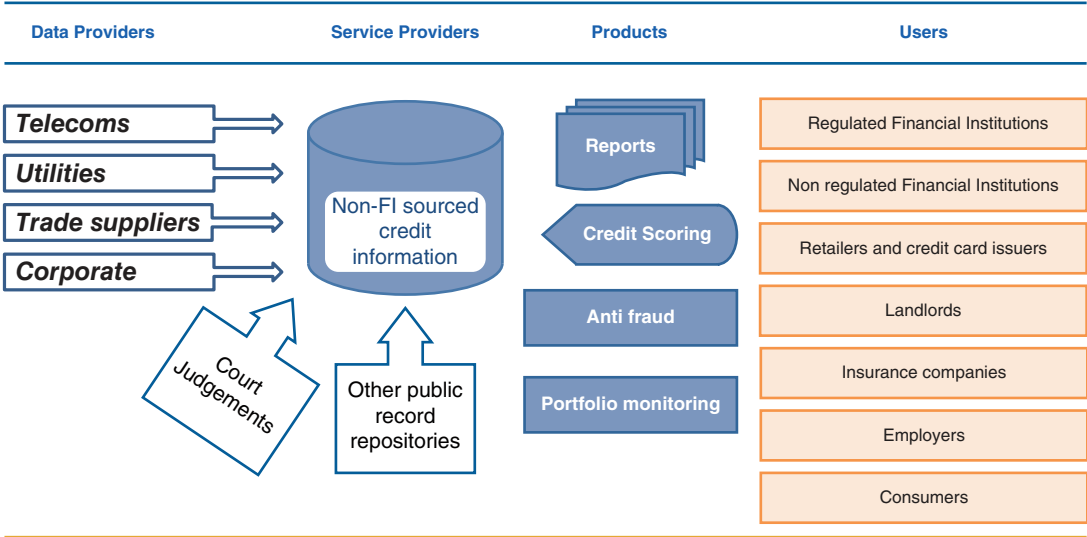 Data Providers
Service Providers
Products
Users
Telecoms
Utilities
Trade suppliers
Corporate
Court
Judgements
Non-FI sourced
credit
information
Other public
record
repositories
Reports
Credit Scoring
Anti fraud
Portfolio monitoring
Regulated Financial Institutions
Non regulated Financial Institutions
Retailers and credit card issuers
Landlords
Insurance companies
Employers
Consumers